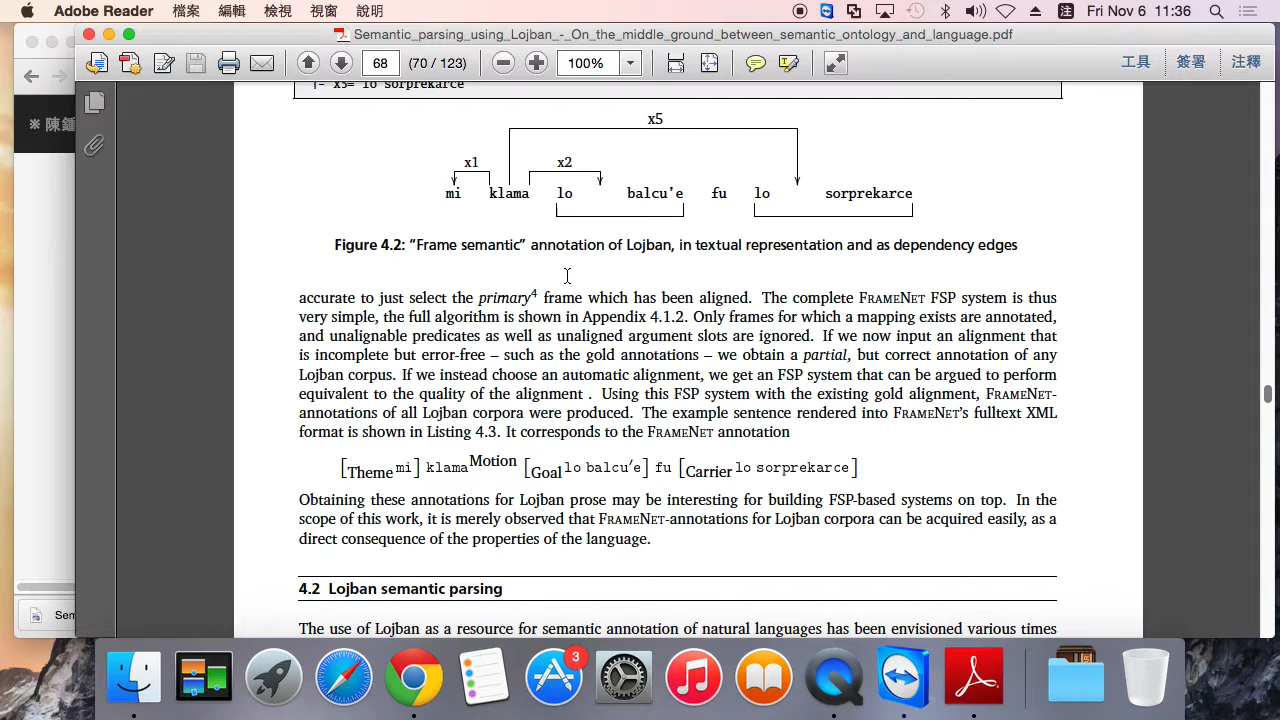 Adobe Reader 檔案 編輯 檢視 視窗 說明 注 Fri Nov 6 11:36
Semantic_parsing_using_Lojban_-_On_the_middle_ground_between_semantic_ontology_and_language.pdf
68 (70 / 123) 100% 工具 簽署 注釋
※ 陳鍾
|- x5= lo sorprekarce
x5
x1 x2
mi klama lo balcu'e fu lo sorprekarce
Figure 4.2: “Frame semantic” annotation of Lojban, in textual representation and as dependency edges
accurate to just select the primary4 frame which has been aligned. The complete FRAMENET FSP system is thus
very simple, the full algorithm is shown in Appendix 4.1.2. Only frames for which a mapping exists are annotated,
and unalignable predicates as well as unaligned argument slots are ignored. If we now input an alignment that
is incomplete but error-free – such as the gold annotations – we obtain a partial, but correct annotation of any
Lojban corpus. If we instead choose an automatic alignment, we get an FSP system that can be argued to perform
equivalent to the quality of the alignment . Using this FSP system with the existing gold alignment, FRAMENET-
annotations of all Lojban corpora were produced. The example sentence rendered into FRAMENET's fulltext XML
format is shown in Listing 4.3. It corresponds to the FRAMENET annotation
[Theme mi] klamaMotion [Goal lo balcu'e] fu [Carrier lo sorprekarce]
Obtaining these annotations for Lojban prose may be interesting for building FSP-based systems on top. In the
scope of this work, it is merely observed that FRAMENET-annotations for Lojban corpora can be acquired easily, as a
direct consequence of the properties of the language.
4.2 Lojban semantic parsing
Sem
The use of Lojban as a resource for semantic annotation of natural languages has been envisioned various times
3